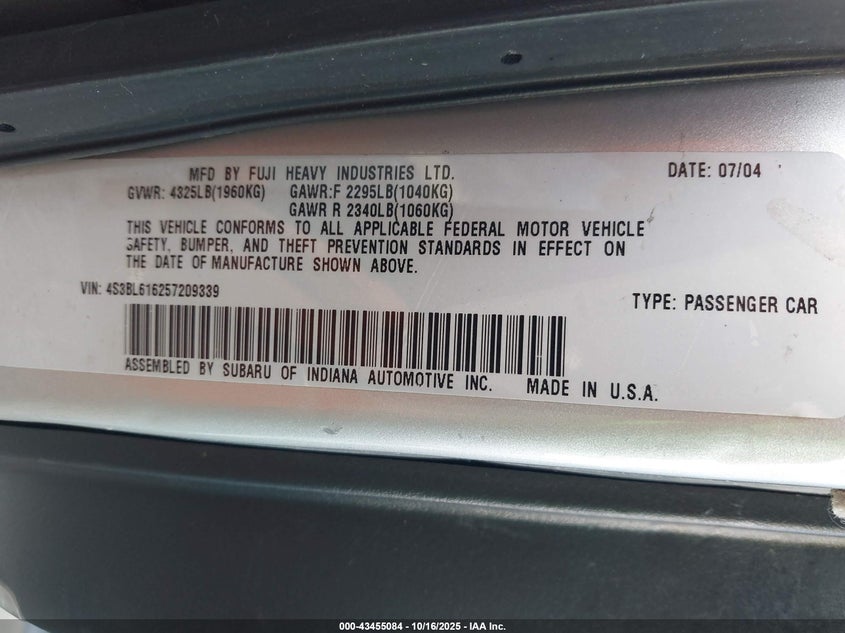 MFD BY FUJI HEAVY INDUSTRIES LTD. DATE: 07/04
GVWR: 4325LB(1960KG) GAWR:F 2295LB(1040KG)
GAWR R 2340LB(1060KG)
THIS VEHICLE CONFORMS TO ALL APPLICABLE FEDERAL MOTOR VEHICLE
SAFETY, BUMPER, AND THEFT PREVENTION STANDARDS IN EFFECT ON
THE DATE OF MANUFACTURE SHOWN ABOVE.
VIN: 4S3BL616257209339 TYPE: PASSENGER CAR
ASSEMBLED BY SUBARU OF INDIANA AUTOMOTIVE INC. MADE IN U.S.A.
000-43455084 - 10/16/2025 - IAA Inc.